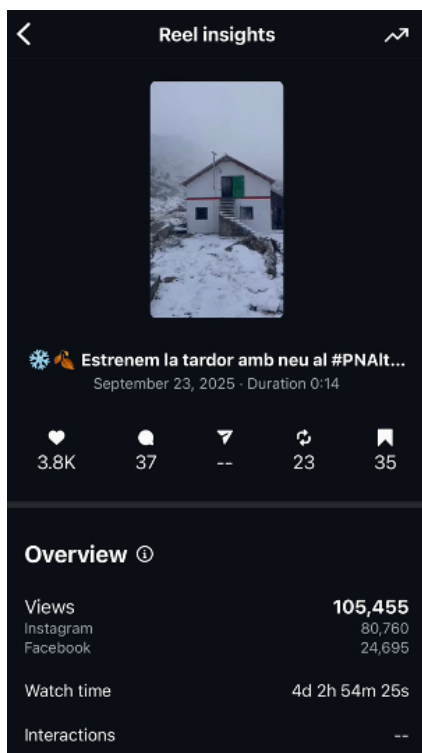 Reel insights
❄️🍂 Estrenem la tardor amb neu al #PNAlt...
September 23, 2025 · Duration 0:14
3.8K 37 -- 23 35
Overview
Views 105,455
Instagram 80,760
Facebook 24,695
Watch time 4d 2h 54m 25s
Interactions --